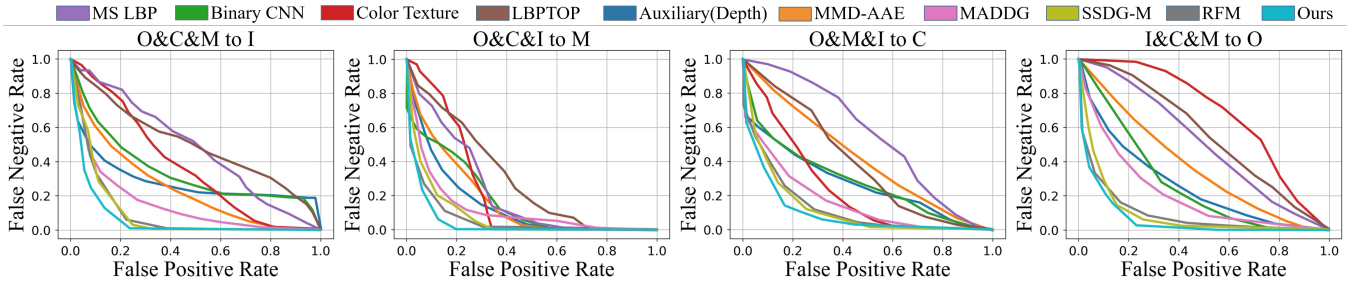 MS LBP Binary CNN Color Texture LBPTOP Auxiliary(Depth) MMD-AAE MADDG SSDG-M RFM Ours
O&C&M to I
False Negative Rate
1.0
0.8
0.6
0.4
0.2
0.0
0.0 0.2 0.4 0.6 0.8 1.0
False Positive Rate
O&C&I to M
False Negative Rate
1.0
0.8
0.6
0.4
0.2
0.0
0.0 0.2 0.4 0.6 0.8 1.0
False Positive Rate
O&M&I to C
False Negative Rate
1.0
0.8
0.6
0.4
0.2
0.0
0.0 0.2 0.4 0.6 0.8 1.0
False Positive Rate
I&C&M to O
False Negative Rate
1.0
0.8
0.6
0.4
0.2
0.0
0.0 0.2 0.4 0.6 0.8 1.0
False Positive Rate